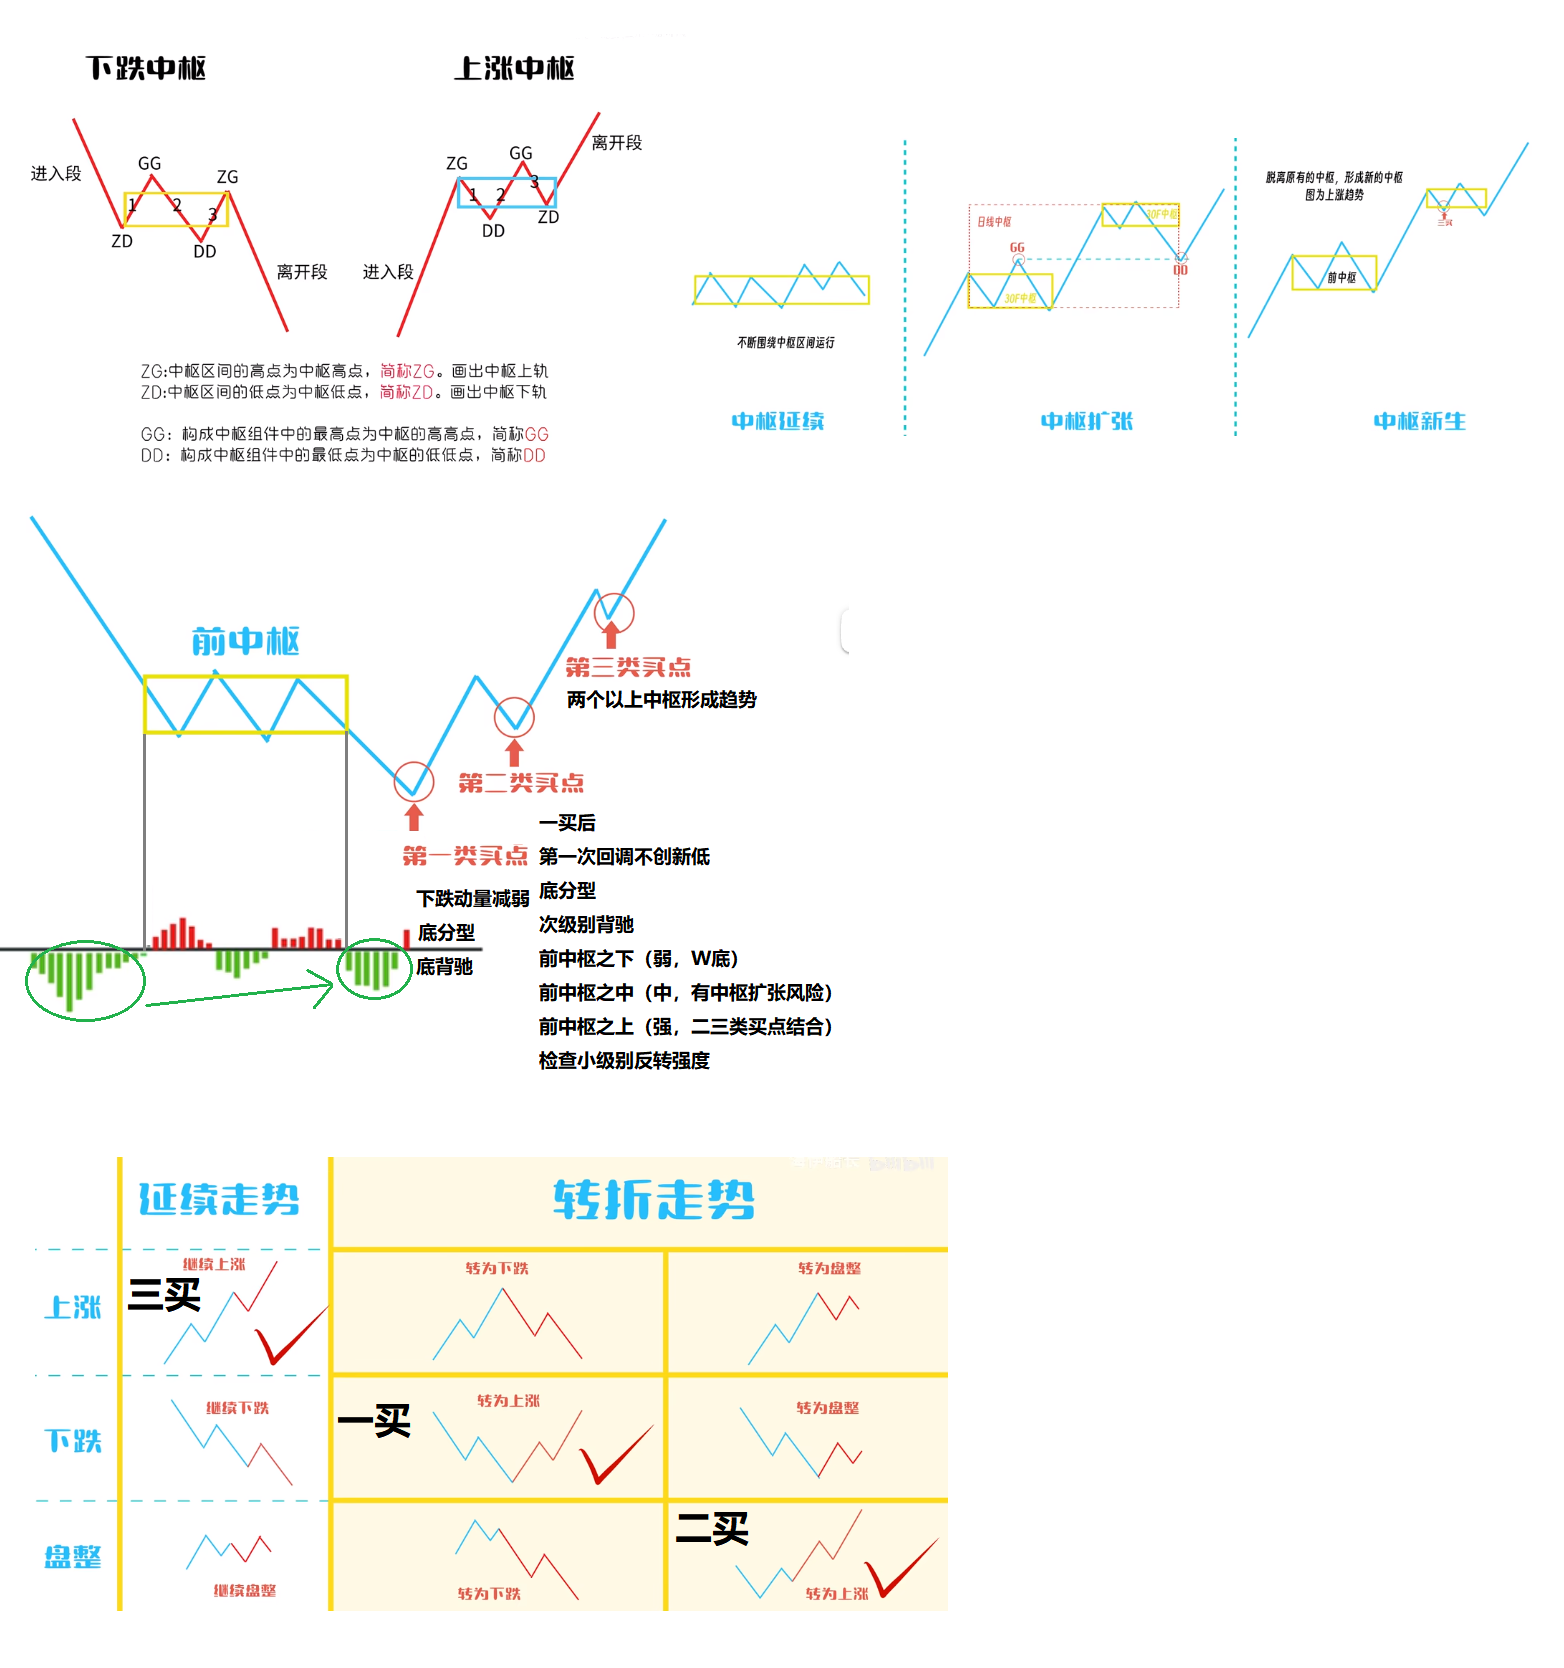 下跌中枢
进入段
GG
ZG
1
2
3
ZD
DD
离开段
上涨中枢
离开段
ZG
GG
1
2
3
DD
ZD
进入段
ZG:中枢区间的高点为中枢高点，简称ZG。画出中枢上轨
ZD:中枢区间的低点为中枢低点，简称ZD。画出中枢下轨
GG：构成中枢组件中的最高点为中枢的高高点，简称GG
DD：构成中枢组件中的最低点为中枢的低低点，简称DD
不断围绕中枢区间运行
中枢延续
日线中枢
30F中枢
GG
DD
30F中枢
中枢扩张
脱离原有的中枢，形成新的中枢
图为上涨趋势
三买
前中枢
中枢新生
前中枢
第三类买点
两个以上中枢形成趋势
第二类买点
一买后
第一次回调不创新低
底分型
次级别背驰
前中枢之下（弱，W底）
前中枢之中（中，有中枢扩张风险）
前中枢之上（强，二三类买点结合）
检查小级别反转强度
第一类买点
下跌动量减弱
底分型
底背驰
延续走势
转折走势
上涨
继续上涨
三买
转为下跌
转为盘整
下跌
继续下跌
一买
转为上涨
转为盘整
盘整
继续盘整
转为下跌
二买
转为上涨